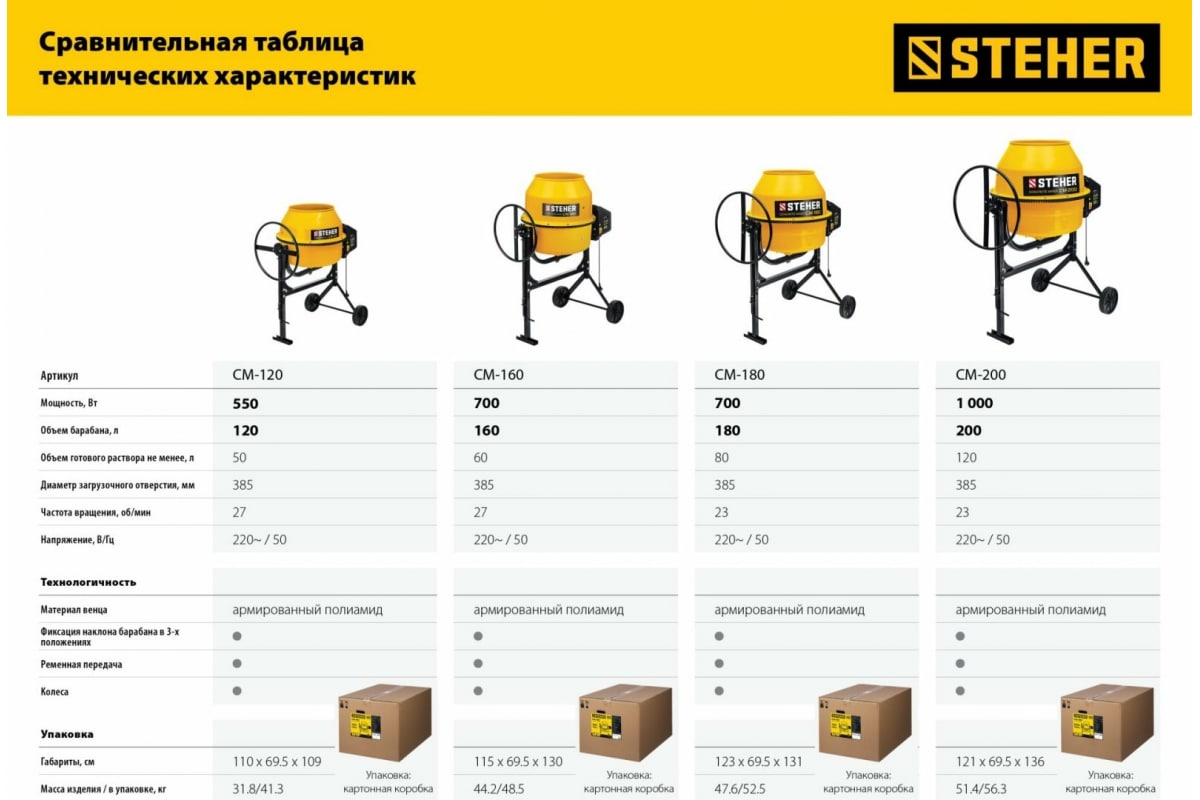 Сравнительная таблица
технических характеристик
STEHER
STEHER
STEHER
STEHER
STEHER
CM-200
Артикул CM-120 CM-160 CM-180 CM-200
Мощность, Вт 550 700 700 1 000
Объем барабана, л 120 160 180 200
Объем готового раствора не менее, л 50 60 80 120
Диаметр загрузочного отверстия, мм 385 385 385 385
Частота вращения, об/мин 27 27 23 23
Напряжение, В/Гц 220~ / 50 220~ / 50 220~ / 50 220~ / 50
Технологичность
Материал венца армированный полиамид армированный полиамид армированный полиамид армированный полиамид
Фиксация наклона барабана в 3-х
положениях
Ременная передача
Колеса
Упаковка
Габариты, см 110 x 69.5 x 109 115 x 69.5 x 130 123 x 69.5 x 131 121 x 69.5 x 136
Упаковка: Упаковка: Упаковка: Упаковка:
картонная коробка картонная коробка картонная коробка картонная коробка
Масса изделия / в упаковке, кг 31.8/41.3 44.2/48.5 47.6/52.5 51.4/56.3